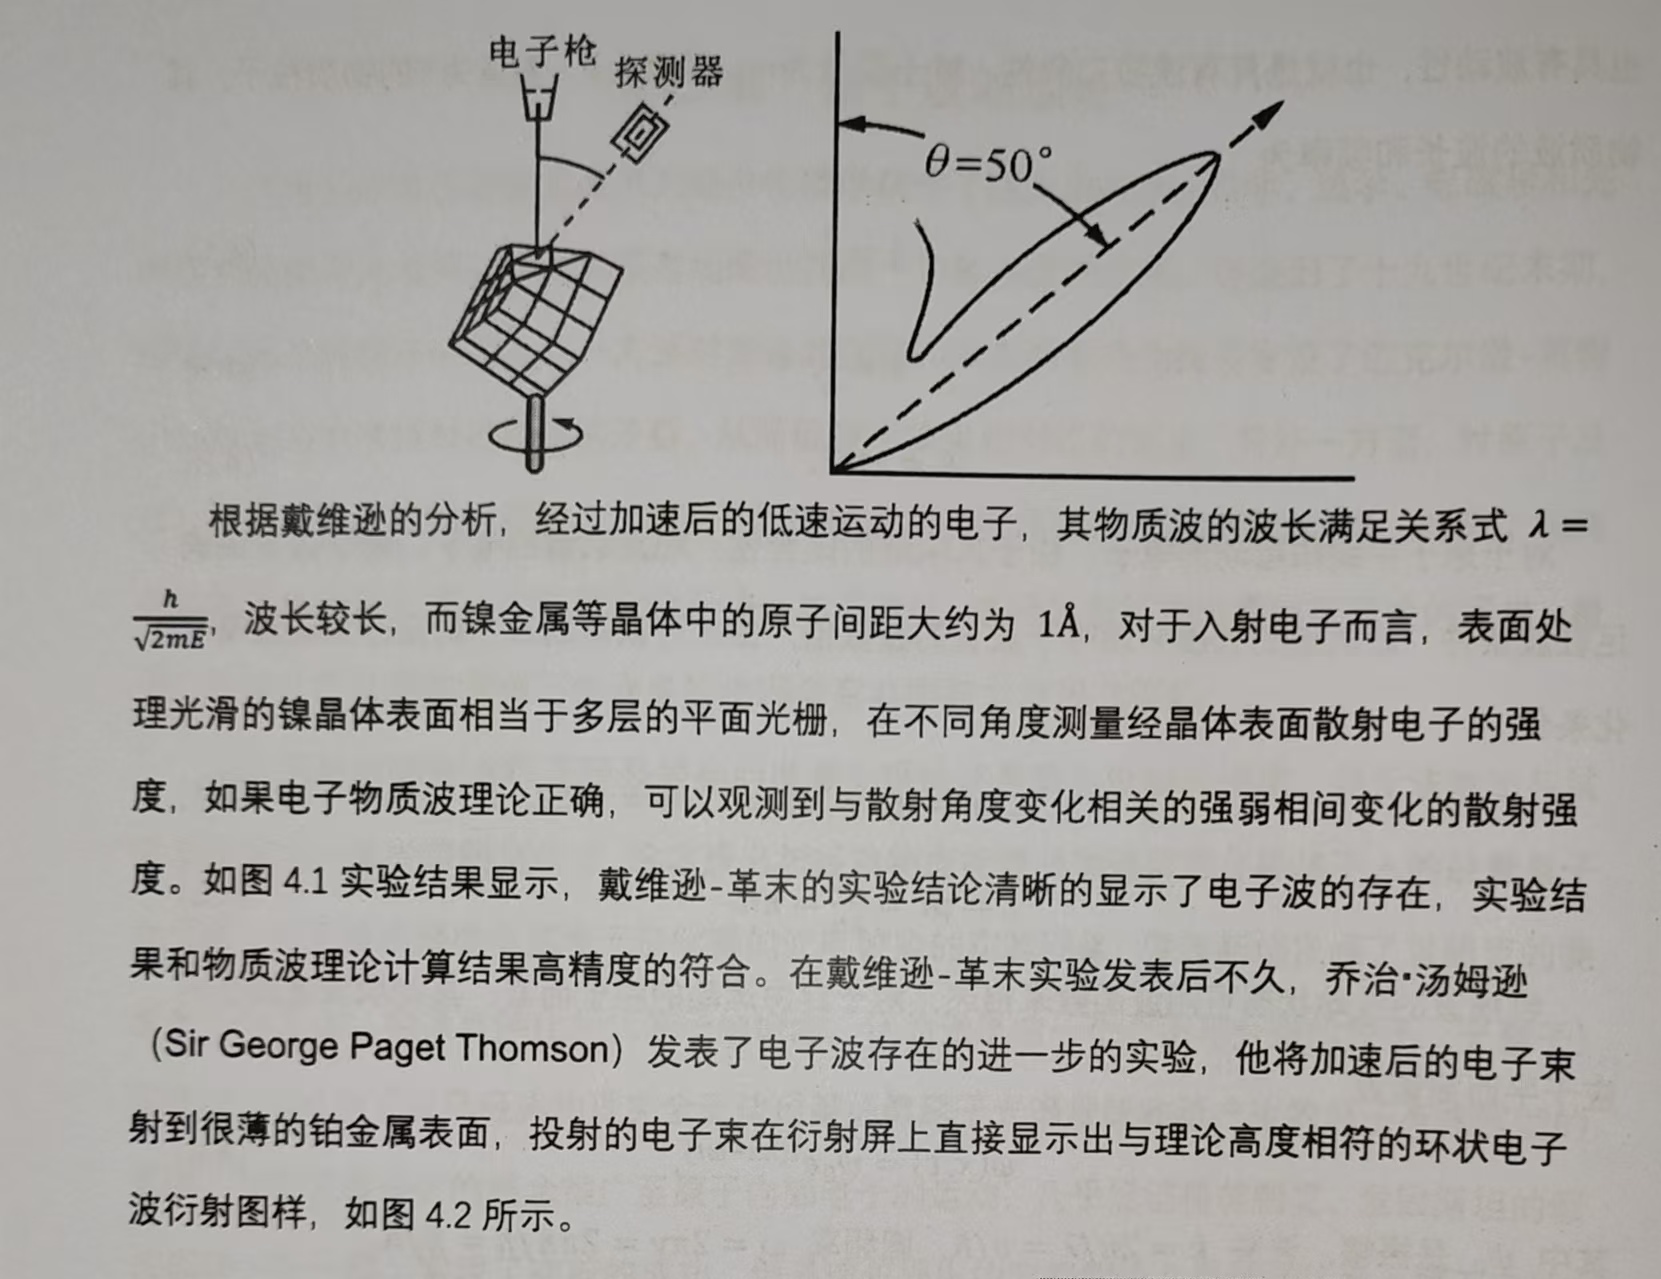 电子枪
探测器
θ=50°
根据戴维逊的分析，经过加速后的低速运动的电子，其物质波的波长满足关系式 λ =
h/√2mE，波长较长，而镍金属等晶体中的原子间距大约为 1Å，对于入射电子而言，表面处
理光滑的镍晶体表面相当于多层的平面光栅，在不同角度测量经晶体表面散射电子的强
度，如果电子物质波理论正确，可以观测到与散射角度变化相关的强弱相间变化的散射强
度。如图 4.1 实验结果显示，戴维逊-革末的实验结论清晰的显示了电子波的存在，实验结
果和物质波理论计算结果高精度的符合。在戴维逊-革末实验发表后不久，乔治·汤姆逊
（Sir George Paget Thomson）发表了电子波存在的进一步的实验，他将加速后的电子束
射到很薄的铂金属表面，投射的电子束在衍射屏上直接显示出与理论高度相符的环状电子
波衍射图样，如图 4.2 所示。